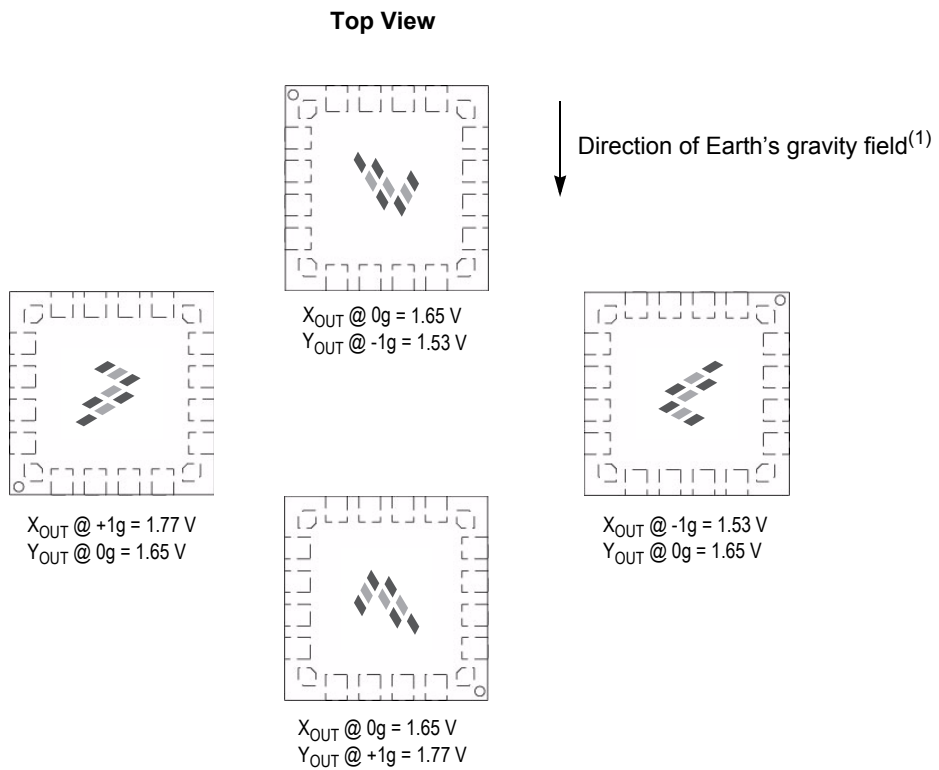 Top View
Direction of Earth's gravity field(1)
XOUT @ 0g = 1.65 V
YOUT @ -1g = 1.53 V
XOUT @ +1g = 1.77 V
YOUT @ 0g = 1.65 V
XOUT @ -1g = 1.53 V
YOUT @ 0g = 1.65 V
XOUT @ 0g = 1.65 V
YOUT @ +1g = 1.77 V